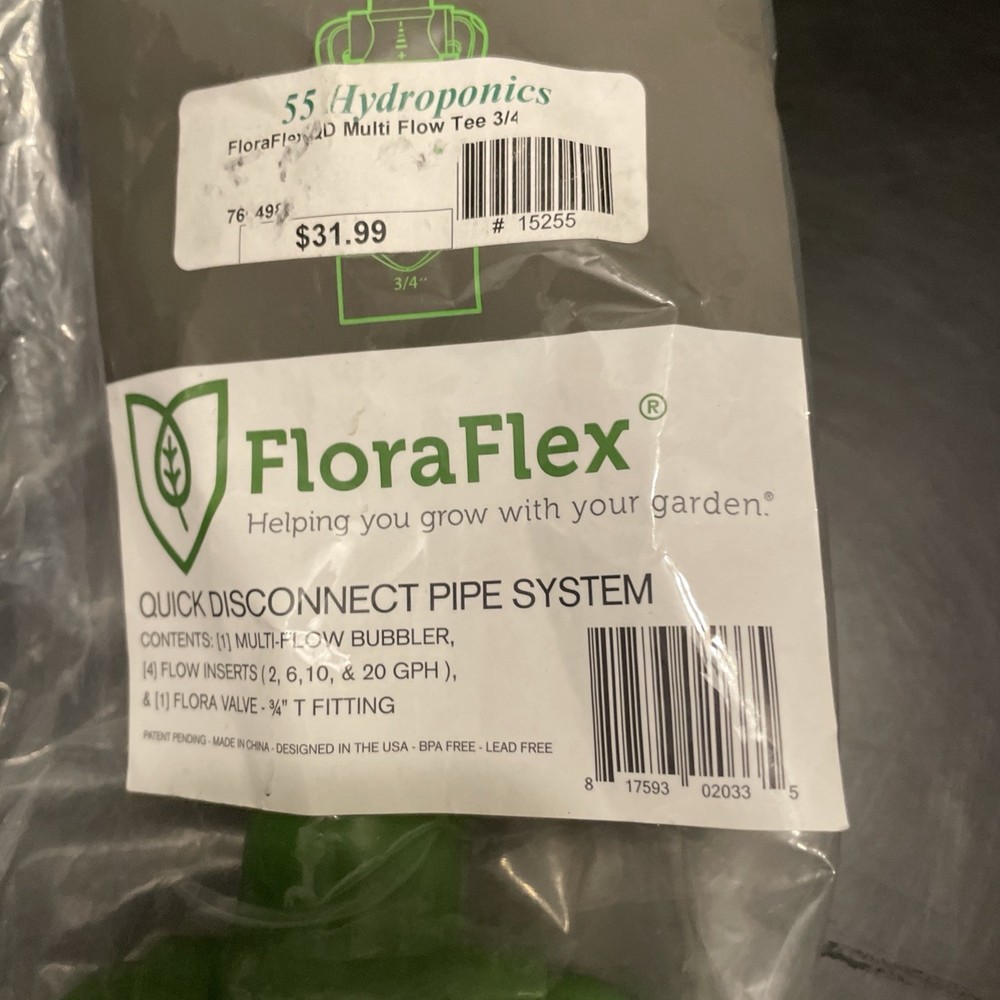 55 Hydroponics
FloraFlex QD Multi Flow Tee 3/4
$31.99
# 15255
3/4"
FloraFlex®
Helping you grow with your garden.®
QUICK DISCONNECT PIPE SYSTEM
CONTENTS: [1] MULTI-FLOW BUBBLER,
[4] FLOW INSERTS ( 2, 6, 10, & 20 GPH ),
& [1] FLORA VALVE - ¾" T FITTING
PATENT PENDING - MADE IN CHINA - DESIGNED IN THE USA - BPA FREE - LEAD FREE
8 17593 02033 5